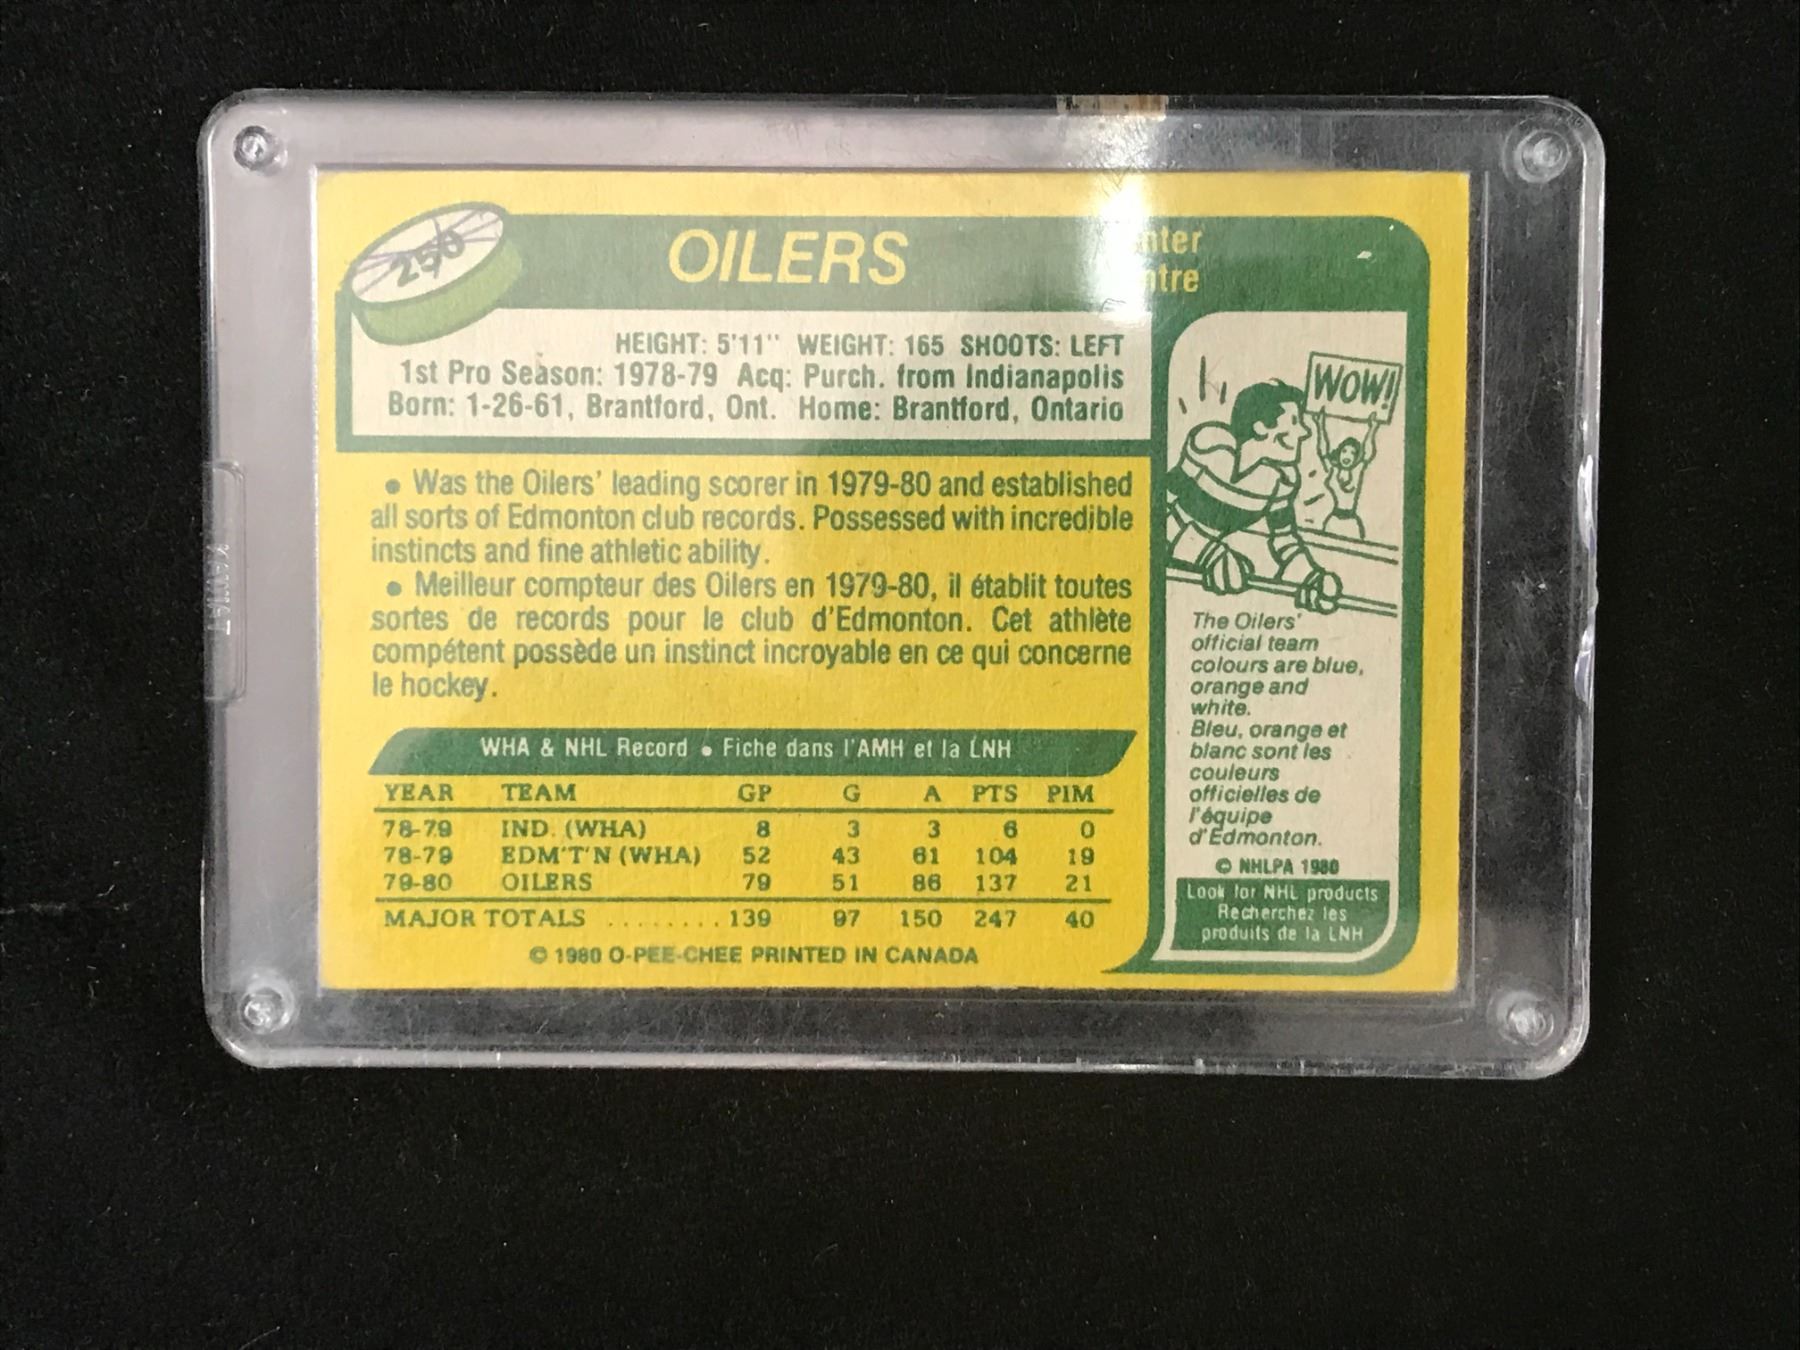 250
OILERS
HEIGHT: 5'11" WEIGHT: 165 SHOOTS: LEFT
1st Pro Season: 1978-79 Acq: Purch. from Indianapolis
Born: 1-26-61, Brantford, Ont. Home: Brantford, Ontario
• Was the Oilers' leading scorer in 1979-80 and established
all sorts of Edmonton club records. Possessed with incredible
instincts and fine athletic ability.
• Meilleur compteur des Oilers en 1979-80, il établit toutes
sortes de records pour le club d'Edmonton. Cet athlète
compétent possède un instinct incroyable en ce qui concerne
le hockey.
WHA & NHL Record • Fiche dans l'AMH et la LNH
YEAR TEAM GP G A PTS PIM
78-79 IND. (WHA) 8 3 3 6 0
78-79 EDM'T'N (WHA) 52 43 61 104 19
79-80 OILERS 79 51 86 137 21
MAJOR TOTALS ........ 139 97 150 247 40
© 1980 O-PEE-CHEE PRINTED IN CANADA
WOW!
The Oilers'
official team
colours are blue,
orange and
white.
Bleu, orange et
blanc sont les
couleurs
officielles de
l'équipe
d'Edmonton.
© NHLPA 1980
Look for NHL products
Recherchez les
produits de la LNH